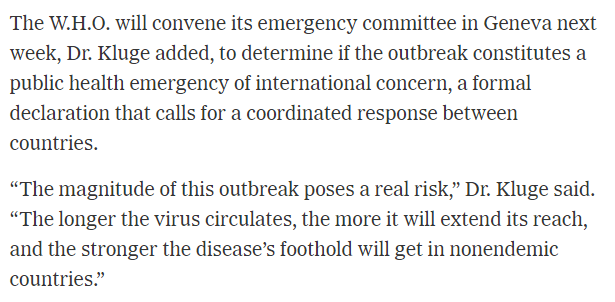 The W.H.O. will convene its emergency committee in Geneva next
week, Dr. Kluge added, to determine if the outbreak constitutes a
public health emergency of international concern, a formal
declaration that calls for a coordinated response between
countries.
“The magnitude of this outbreak poses a real risk,” Dr. Kluge said.
“The longer the virus circulates, the more it will extend its reach,
and the stronger the disease’s foothold will get in nonendemic
countries.”